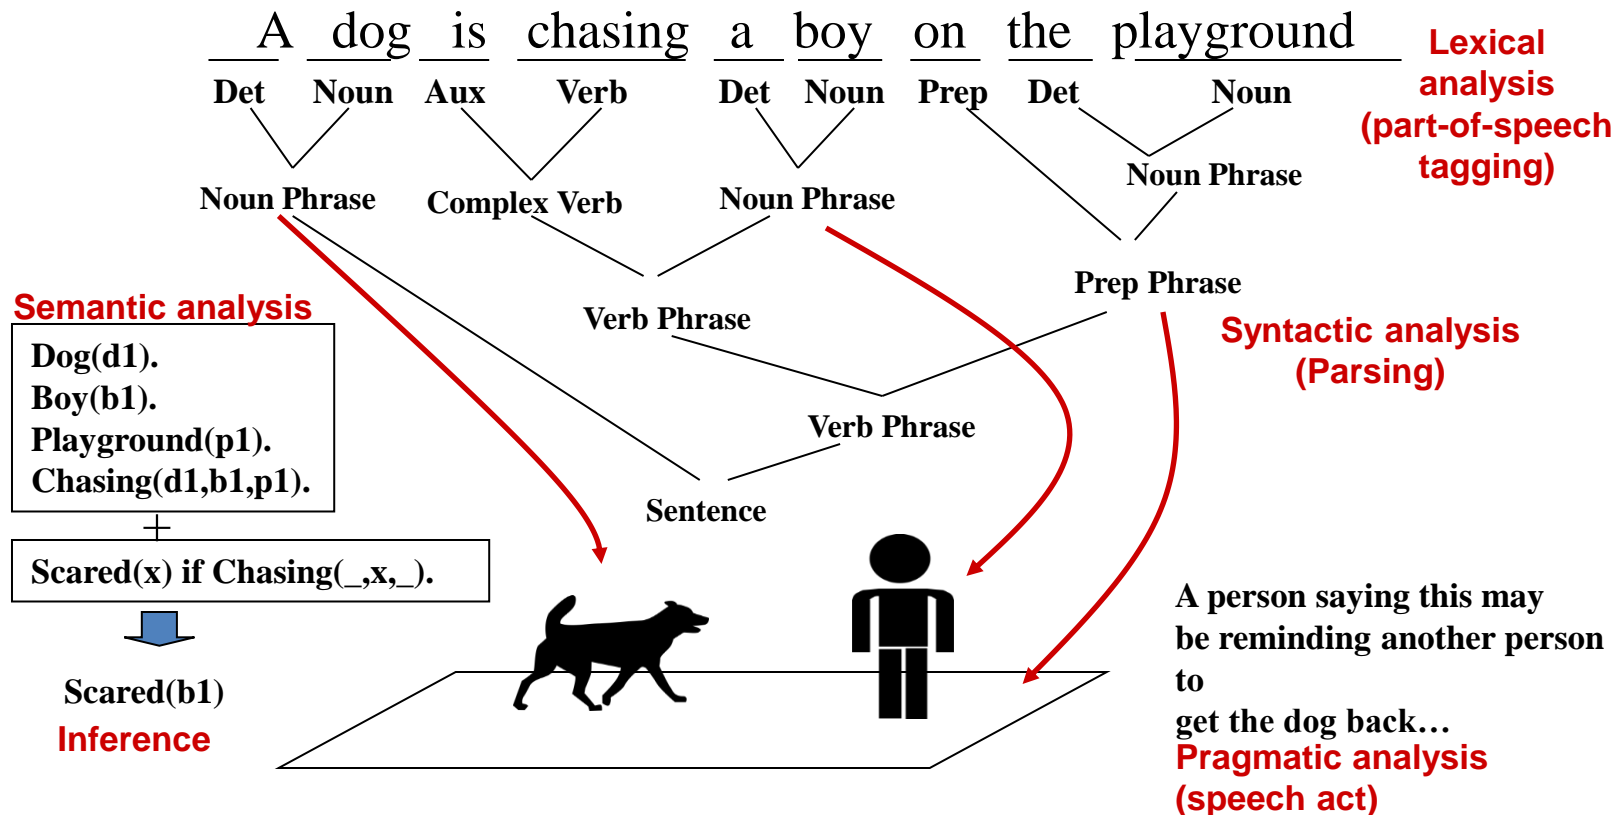 A dog is chasing a boy on the playground
Det Noun Aux Verb Det Noun Prep Det Noun
Lexical
analysis
(part-of-speech
tagging)
Noun Phrase Complex Verb Noun Phrase Noun Phrase
Prep Phrase
Verb Phrase
Syntactic analysis
(Parsing)
Verb Phrase
Sentence
Semantic analysis
Dog(d1).
Boy(b1).
Playground(p1).
Chasing(d1,b1,p1).
+
Scared(x) if Chasing(_,x,_).
Scared(b1)
Inference
A person saying this may
be reminding another person
to
get the dog back…
Pragmatic analysis
(speech act)